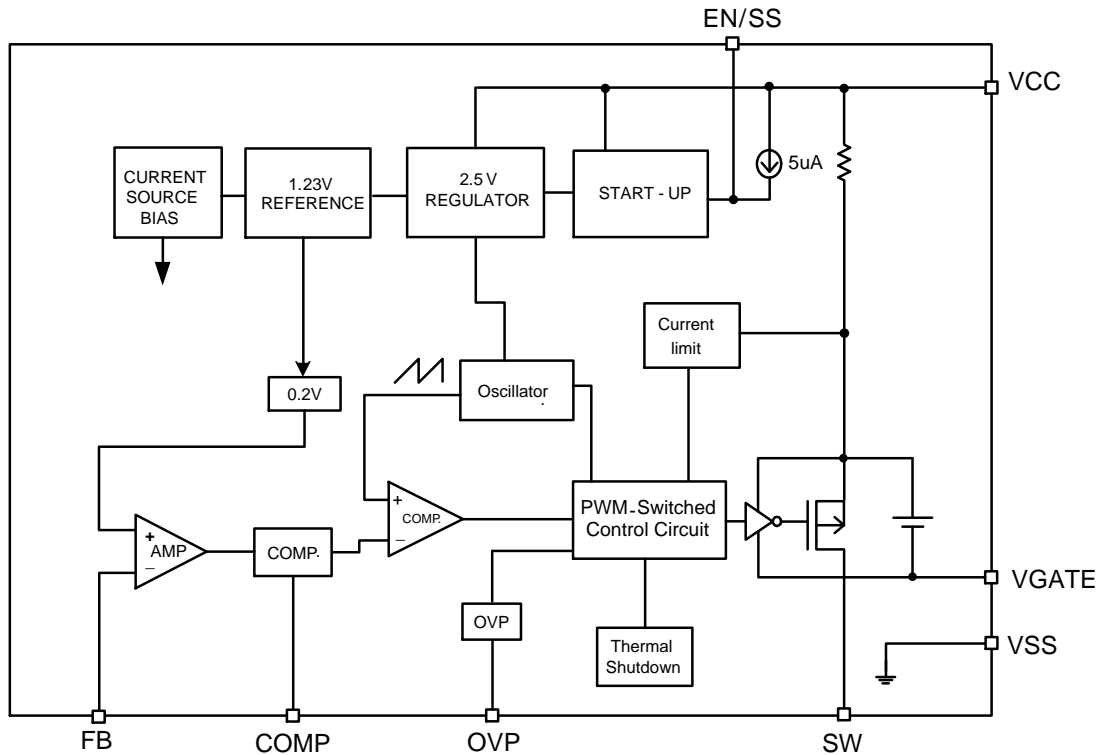 EN/SS
VCC
5uA
CURRENT
SOURCE
BIAS
1.23V
REFERENCE
2.5 V
REGULATOR
START - UP
Current
limit
Oscillator
0.2V
+
AMP
−
COMP.
+
COMP.
−
PWM-Switched
Control Circuit
OVP
Thermal
Shutdown
VGATE
VSS
FB
COMP
OVP
SW